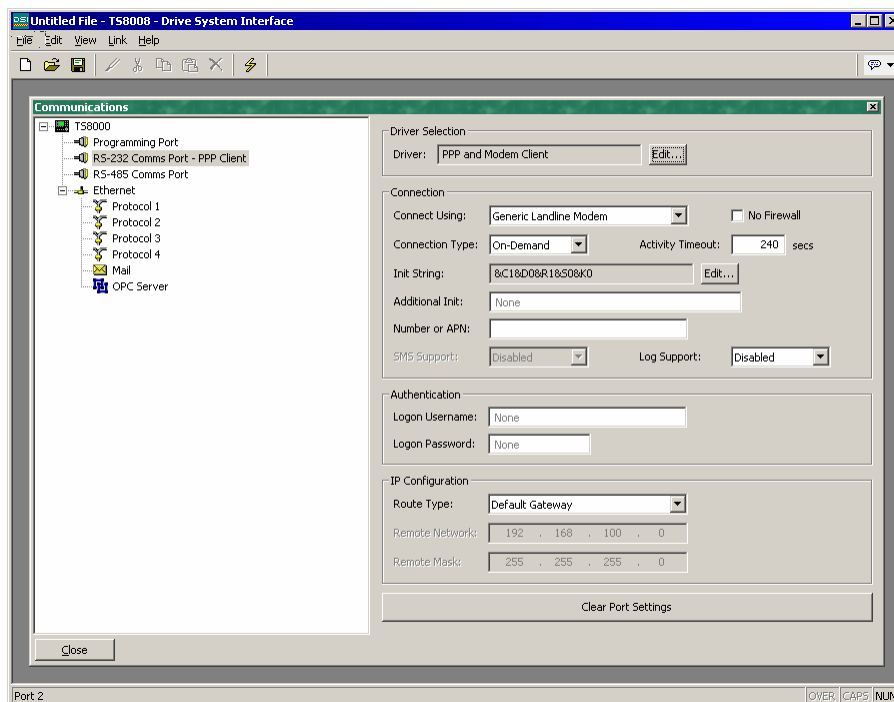 DSI Untitled File - TS8008 - Drive System Interface
File Edit View Link Help
Communications
TS8000
Programming Port
RS-232 Comms Port - PPP Client
RS-485 Comms Port
Ethernet
Protocol 1
Protocol 2
Protocol 3
Protocol 4
Mail
OPC Server
Driver Selection
Driver: PPP and Modem Client Edit...
Connection
Connect Using: Generic Landline Modem No Firewall
Connection Type: On-Demand Activity Timeout: 240 secs
Init String: &C1&D0&R1&S0&K0 Edit...
Additional Init: None
Number or APN:
SMS Support: Disabled Log Support: Disabled
Authentication
Logon Username: None
Logon Password: None
IP Configuration
Route Type: Default Gateway
Remote Network: 192 . 168 . 100 . 0
Remote Mask: 255 . 255 . 255 . 0
Clear Port Settings
Close
Port 2 OVER CAPS NUM